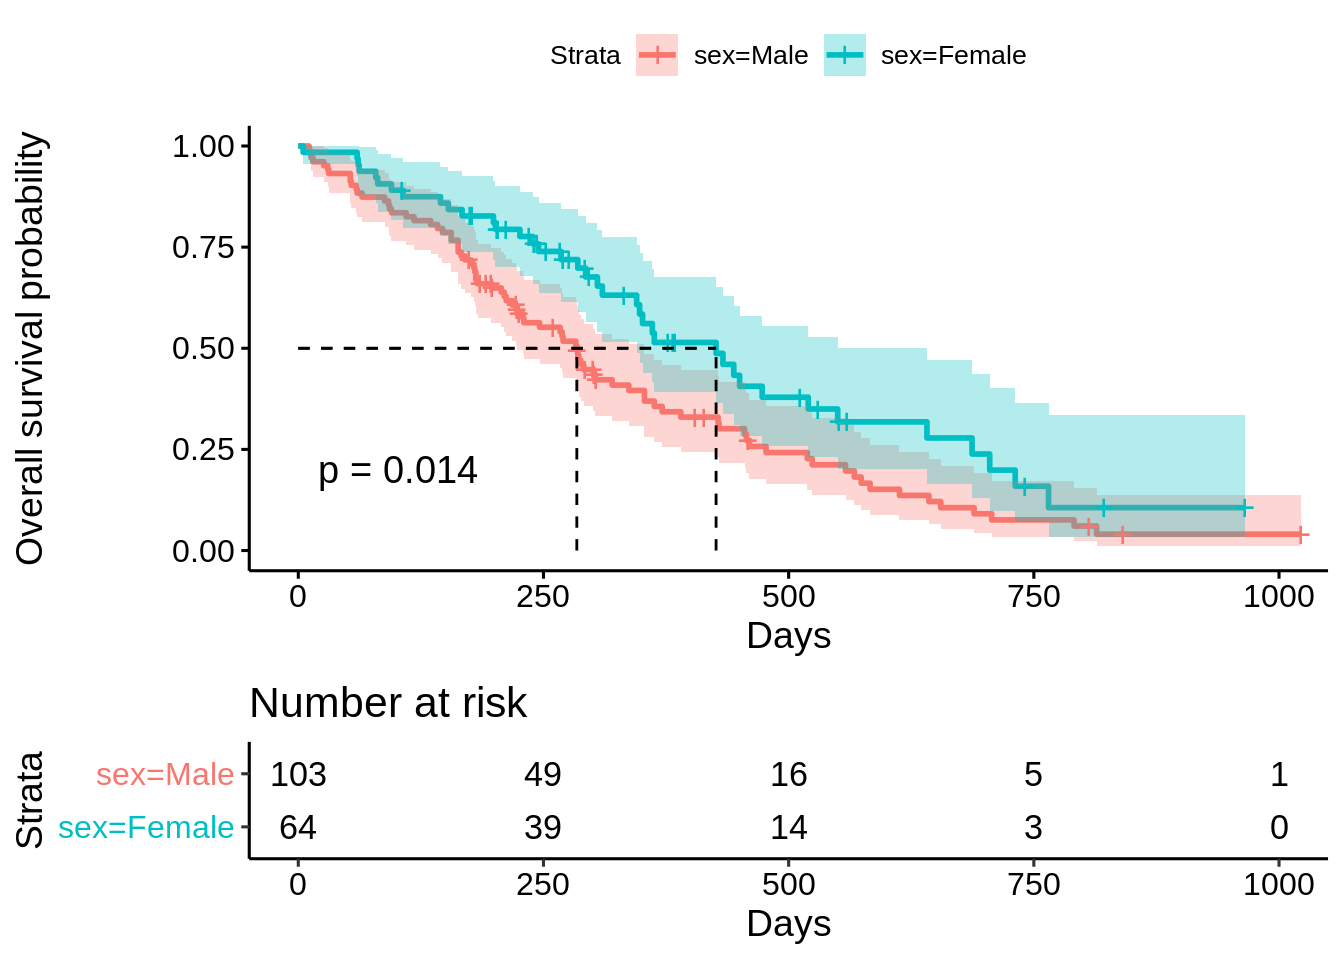 Strata sex=Male sex=Female
Overall survival probability
1.00
0.75
0.50
0.25
0.00
p = 0.014
0 250 500 750 1000
Days
Number at risk
Strata
sex=Male 103 49 16 5 1
sex=Female 64 39 14 3 0
0 250 500 750 1000
Days